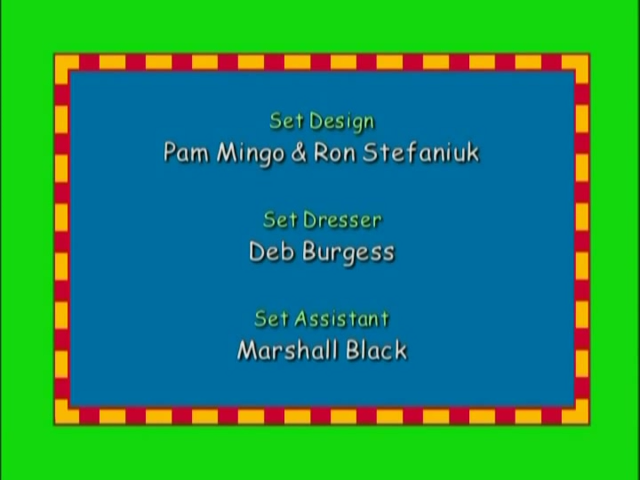 Set Design
Pam Mingo & Ron Stefaniuk
Set Dresser
Deb Burgess
Set Assistant
Marshall Black